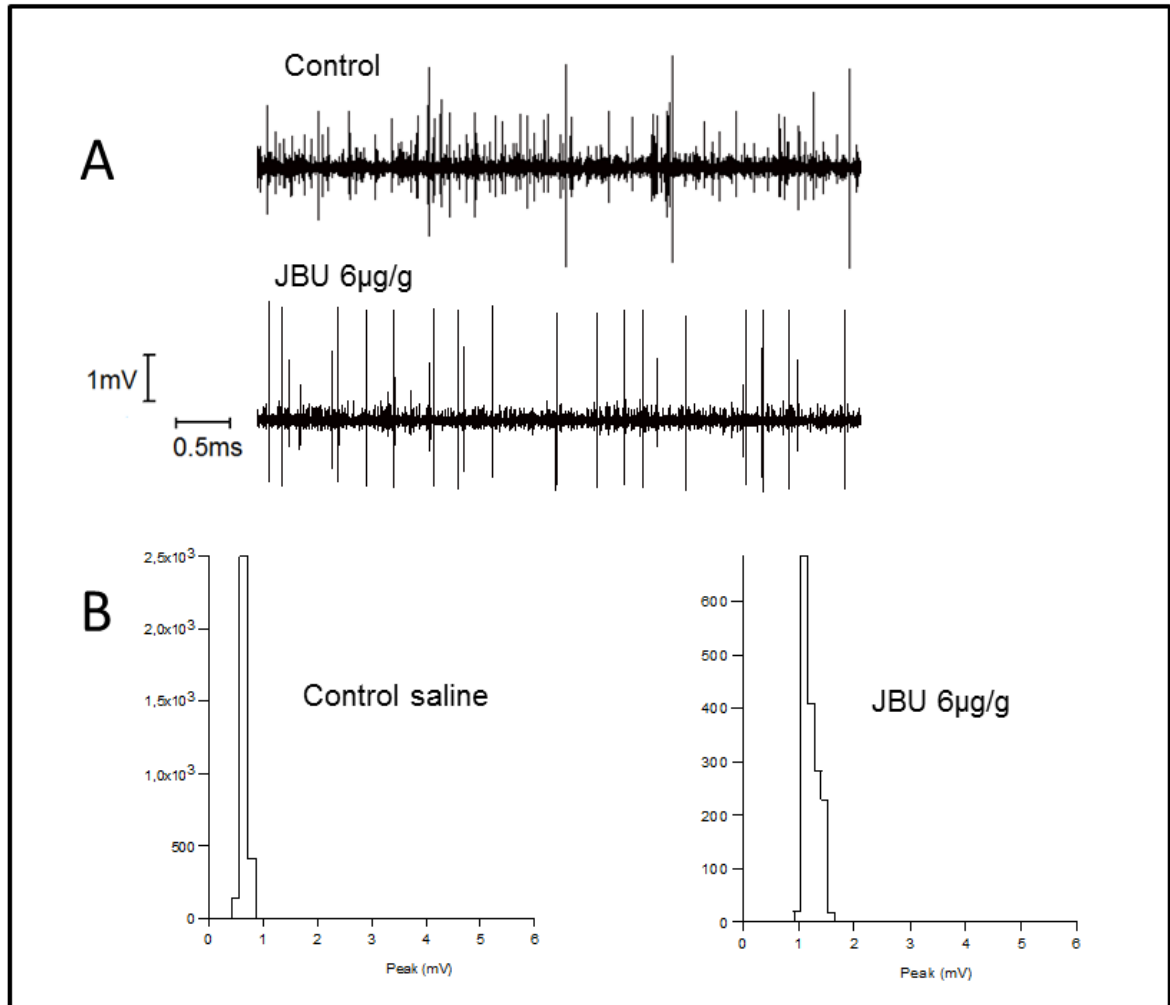 Control
A
JBU 6µg/g
1mV
0.5ms
B
2,5x10³
2,0x10³
1,5x10³
1,0x10³
500
0
0 1 2 3 4 5 6
Peak (mV)
Control saline
600
500
400
300
200
100
0
0 1 2 3 4 5 6
Peak (mV)
JBU 6µg/g